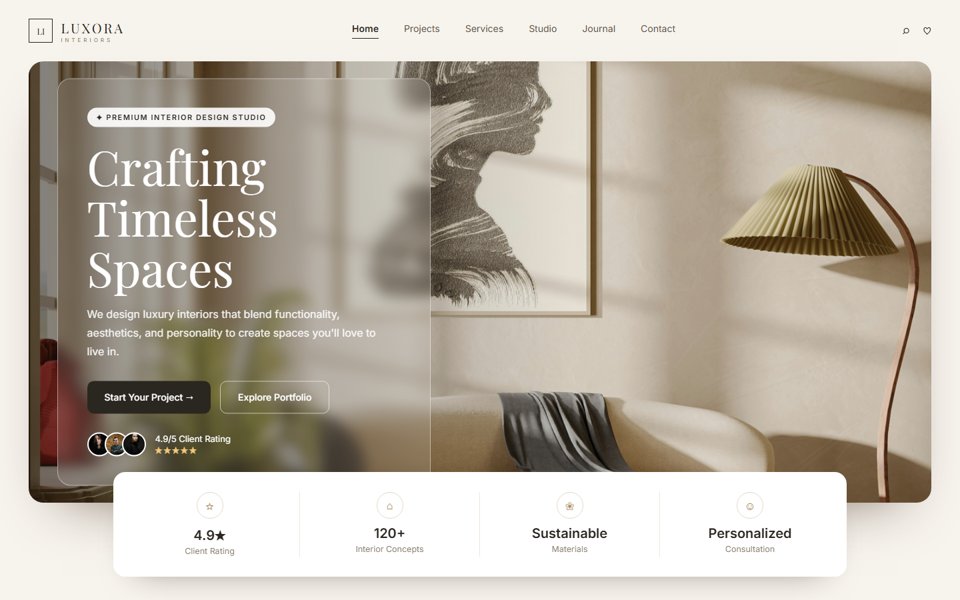 LI LUXORA
INTERIORS
Home Projects Services Studio Journal Contact
✦ PREMIUM INTERIOR DESIGN STUDIO
Crafting
Timeless
Spaces
We design luxury interiors that blend functionality,
aesthetics, and personality to create spaces you'll love to
live in.
Start Your Project → Explore Portfolio
4.9/5 Client Rating
★★★★★
4.9★
Client Rating
120+
Interior Concepts
Sustainable
Materials
Personalized
Consultation